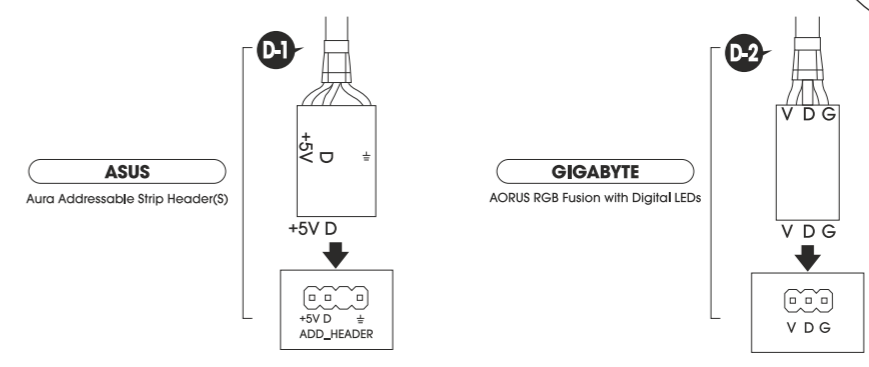 D-1
+5V D ⏚
+5V D
ASUS
Aura Addressable Strip Header(S)
+5V D ⏚
ADD_HEADER
D-2
V D G
V D G
GIGABYTE
AORUS RGB Fusion with Digital LEDs
V D G